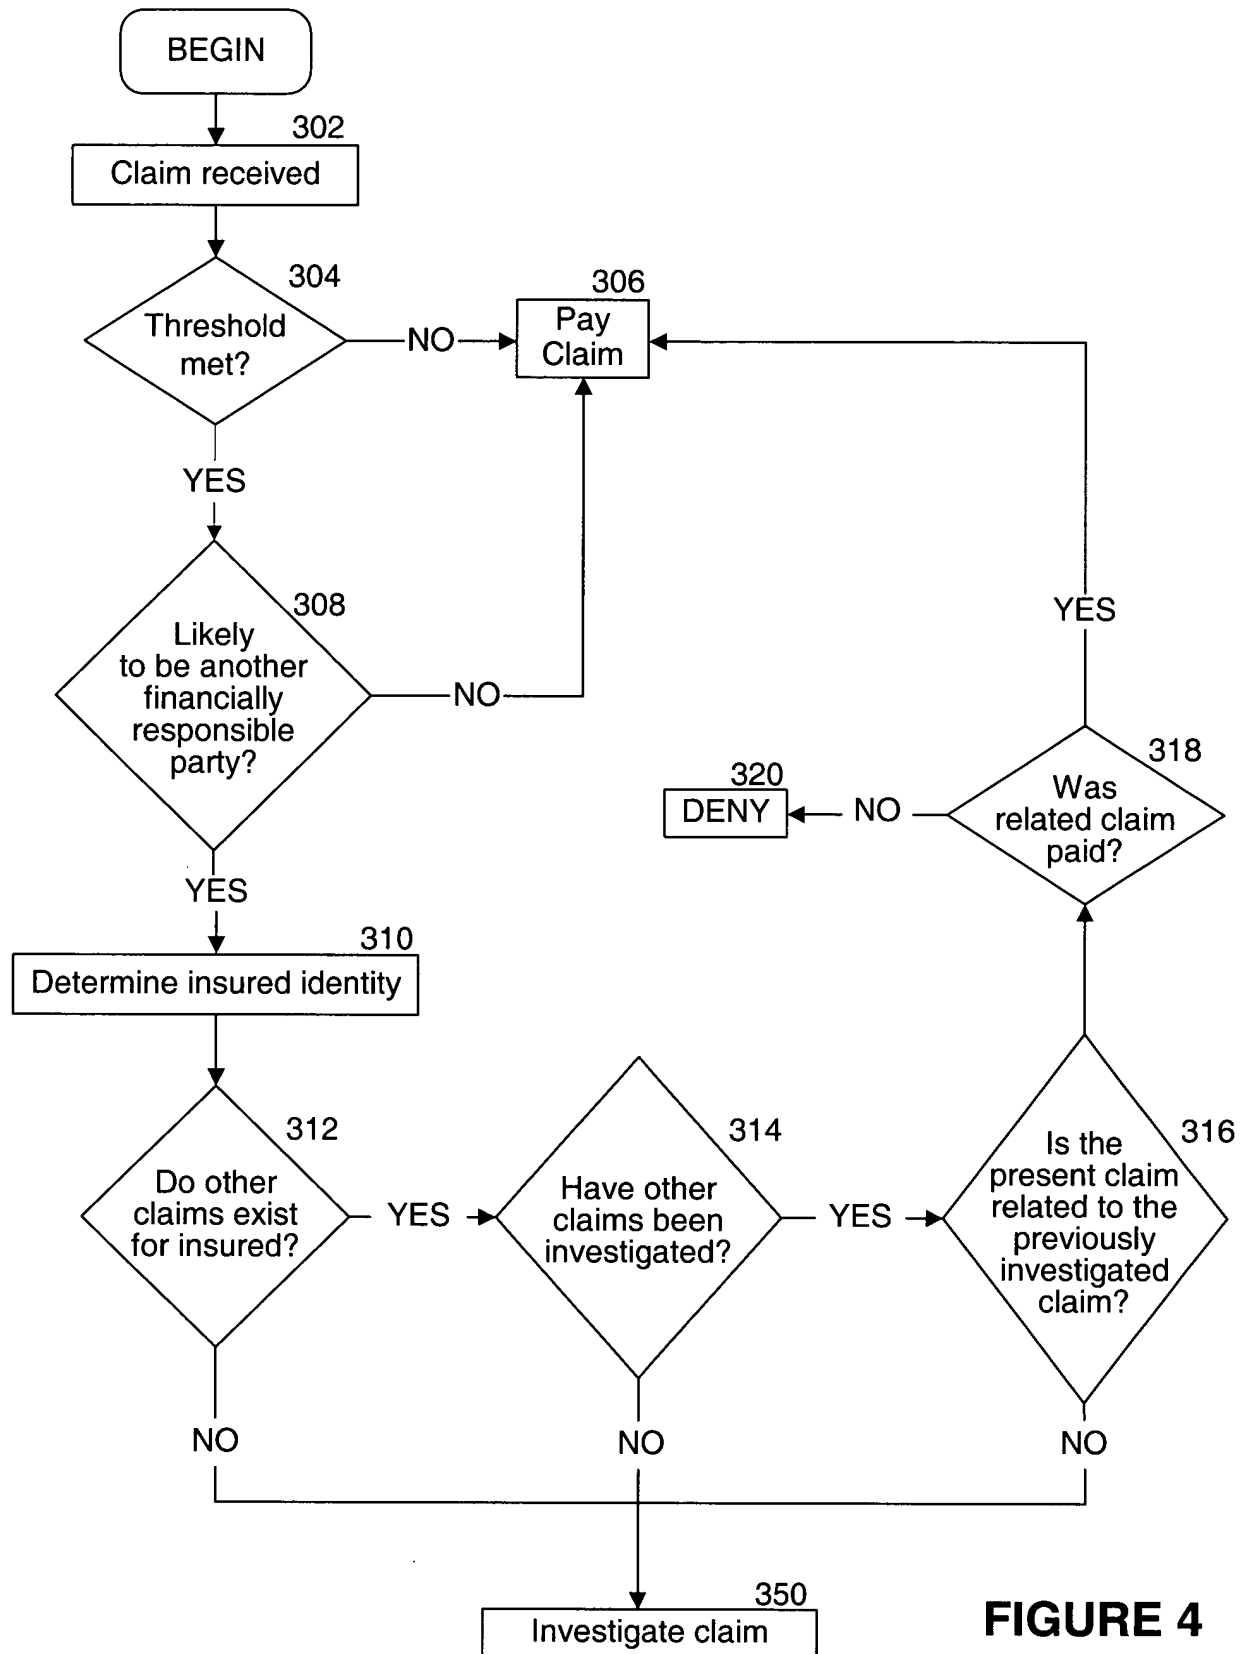 BEGIN
302
Claim received
304
Threshold
met?
NO
306
Pay
Claim
YES
308
Likely
to be another
financially
responsible
party?
NO
YES
YES
318
Was
related claim
paid?
NO
320
DENY
310
Determine insured identity
312
Do other
claims exist
for insured?
YES
314
Have other
claims been
investigated?
YES
316
Is the
present claim
related to the
previously
investigated
claim?
NO
NO
NO
350
Investigate claim
FIGURE 4